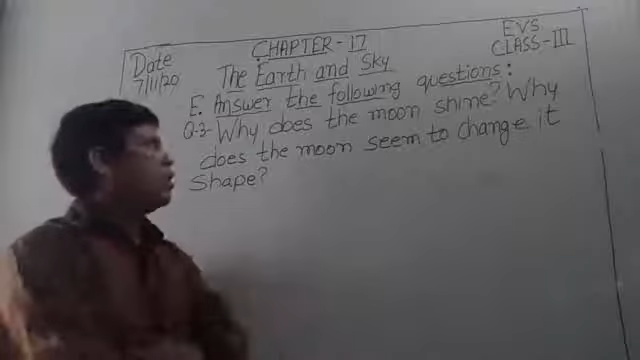 Date
7/11/20
CHAPTER-17
EVS
CLASS-III
The Earth and Sky
E. Answer the following questions:
Q-3- Why does the moon shine? Why
does the moon seem to change it
shape?